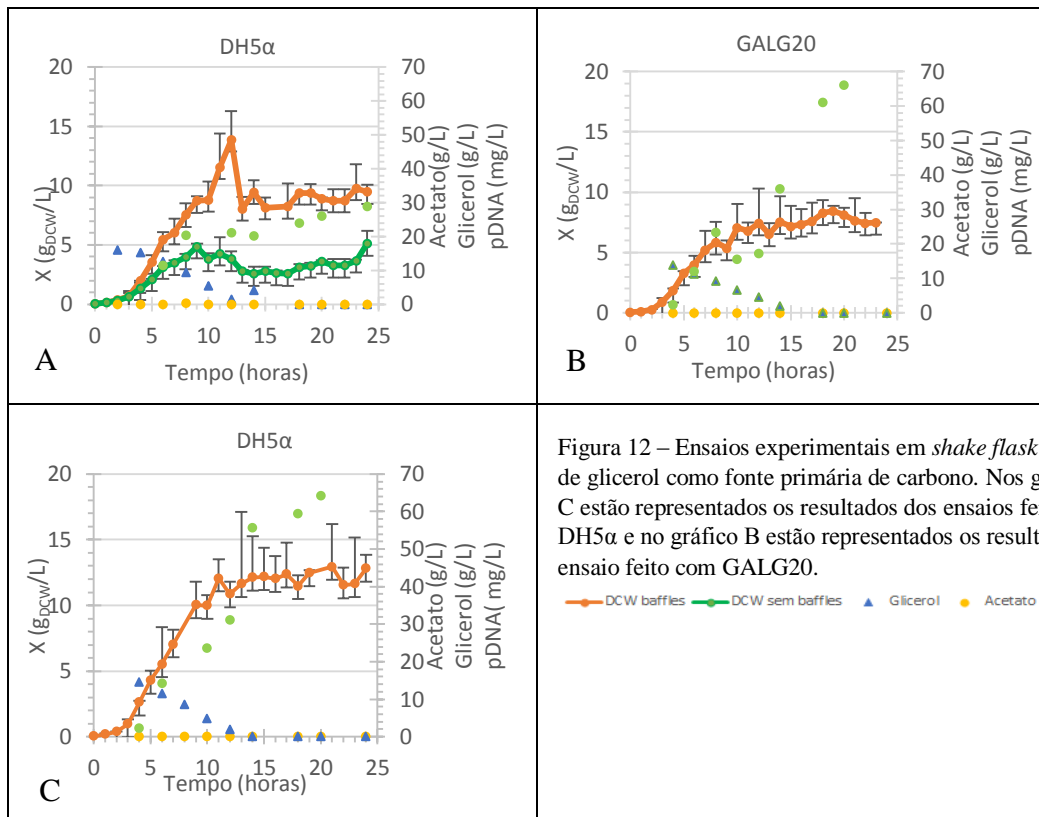 DH5α
20
15
10
5
0
X (gDCW/L)
70
60
50
40
30
20
10
0
Acetato(g/L)
Glicerol (g/L)
pDNA (mg/L)
0 5 10 15 20 25
Tempo (horas)
A
GALG20
20
15
10
5
0
X (gDCW/L)
70
60
50
40
30
20
10
0
Acetato (g/L)
Glicerol (g/L)
pDNA (mg/L)
0 5 10 15 20 25
Tempo (horas)
B
DH5α
20
15
10
5
0
X (gDCW/L)
70
60
50
40
30
20
10
0
Acetato (g/L)
Glicerol (g/L)
pDNA( mg/L)
0 5 10 15 20 25
Tempo (horas)
C
Figura 12 – Ensaios experimentais em shake flask
de glicerol como fonte primária de carbono. Nos g
C estão representados os resultados dos ensaios fei
DH5α e no gráfico B estão representados os result
ensaio feito com GALG20.
DCW baffles DCW sem baffles Glicerol Acetato